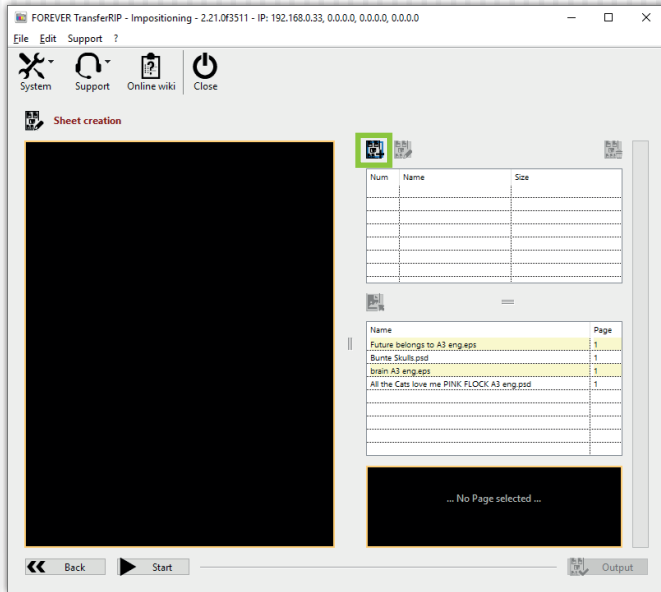 FOREVER TransferRIP - Impositioning - 2.21.0f3511 - IP: 192.168.0.33, 0.0.0.0, 0.0.0.0, 0.0.0.0
File Edit Support ?
System Support Online wiki Close
Sheet creation
Num Name Size
Name Page
Future belongs to A3 eng.eps 1
Bunte Skulls.psd 1
brain A3 eng.eps 1
All the Cats love me PINK FLOCK A3 eng.psd 1
... No Page selected ...
Back Start Output